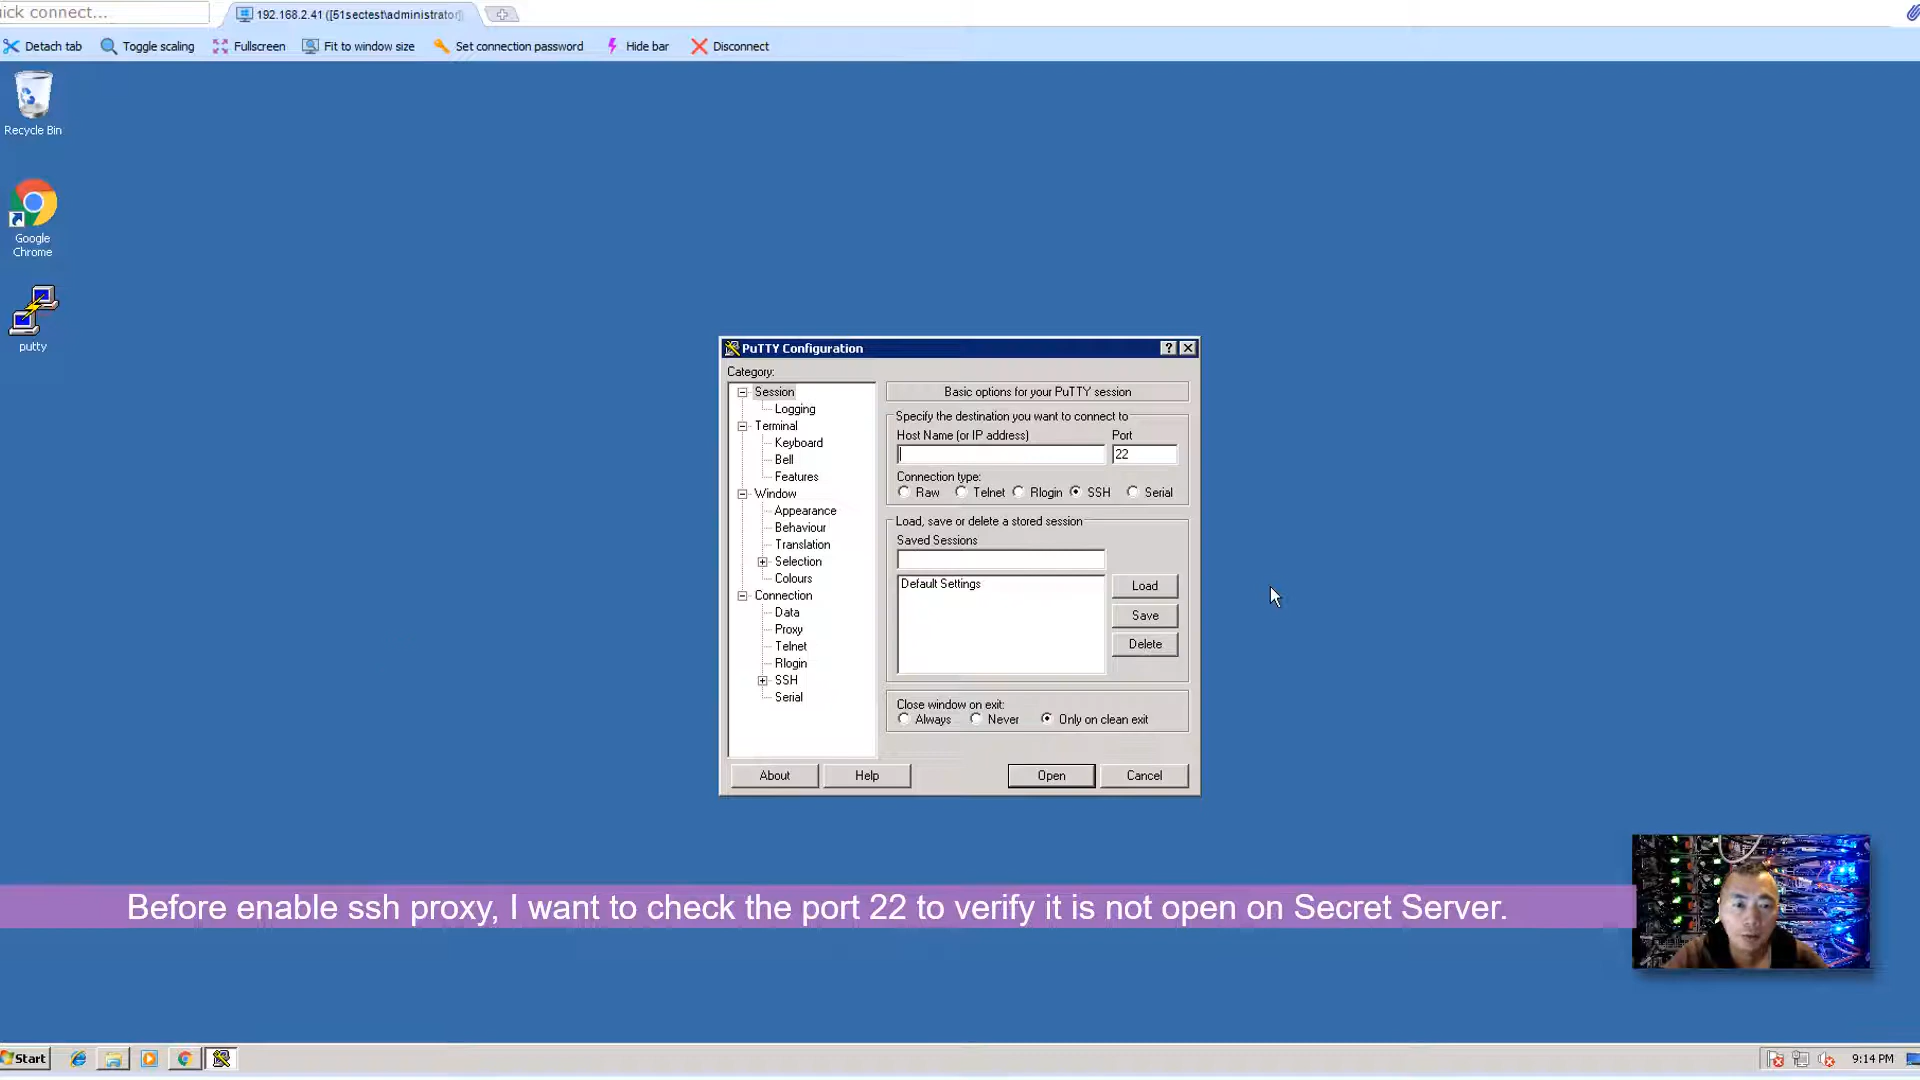 ick connect...
192.168.2.41 ([51sectest\administrator]
Detach tab
Toggle scaling
Fullscreen
Fit to window size
Set connection password
Hide bar
Disconnect
Recycle Bin
Google
Chrome
putty
PuTTY Configuration
Category:
Session
Logging
Terminal
Keyboard
Bell
Features
Window
Appearance
Behaviour
Translation
Selection
Colours
Connection
Data
Proxy
Telnet
Rlogin
SSH
Serial
Basic options for your PuTTY session
Specify the destination you want to connect to
Host Name (or IP address)
Port
22
Connection type:
Raw
Telnet
Rlogin
SSH
Serial
Load, save or delete a stored session
Saved Sessions
Default Settings
Load
Save
Delete
Close window on exit:
Always
Never
Only on clean exit
About
Help
Open
Cancel
Before enable ssh proxy, I want to check the port 22 to verify it is not open on Secret Server.
Start
9:14 PM